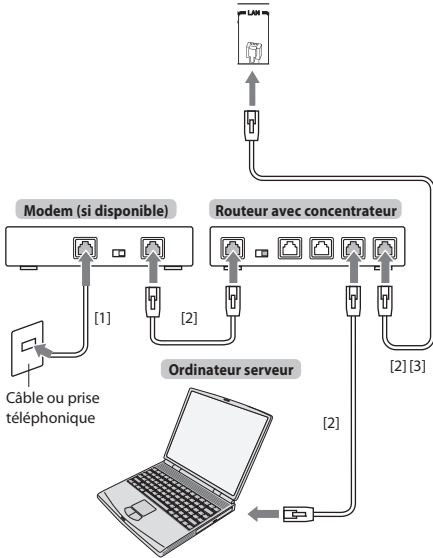 LAN
Modem (si disponible)
Routeur avec concentrateur
[1]
[2]
[2] [3]
Câble ou prise
téléphonique
Ordinateur serveur
[2]